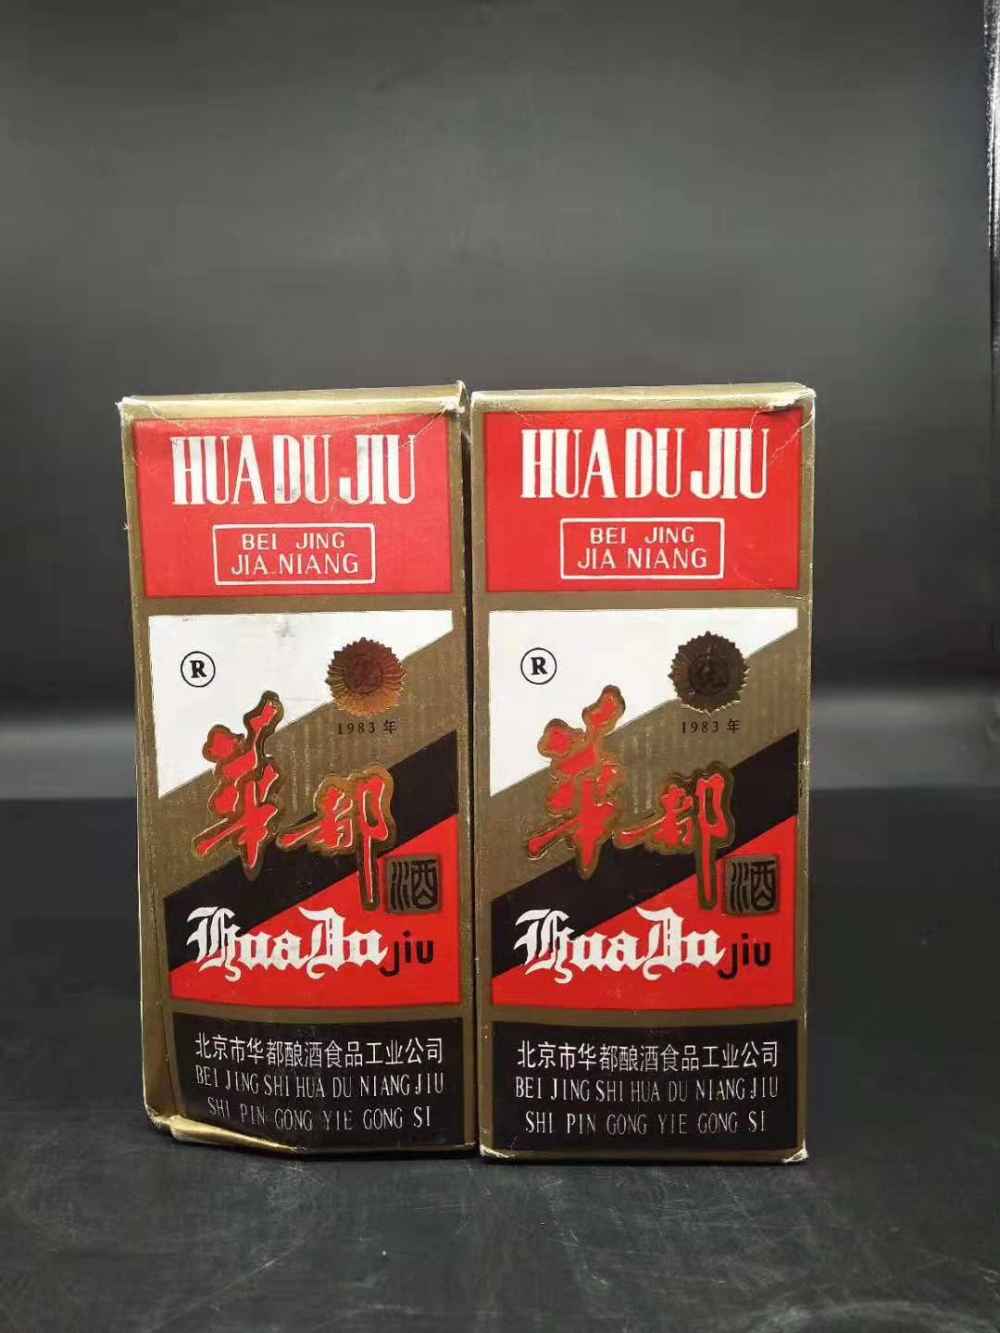 HUA DU JIU
BEI JING
JIA NIANG
®
1983年
華都
酒
HuaDu jiu
北京市华都酿酒食品工业公司
BEI JING SHI HUA DU NIANG JIU
SHI PIN GONG YIE GONG SI
HUA DU JIU
BEI JING
JIA NIANG
®
1983年
華都
酒
HuaDu jiu
北京市华都酿酒食品工业公司
BEI JING SHI HUA DU NIANG JIU
SHI PIN GONG YIE GONG SI